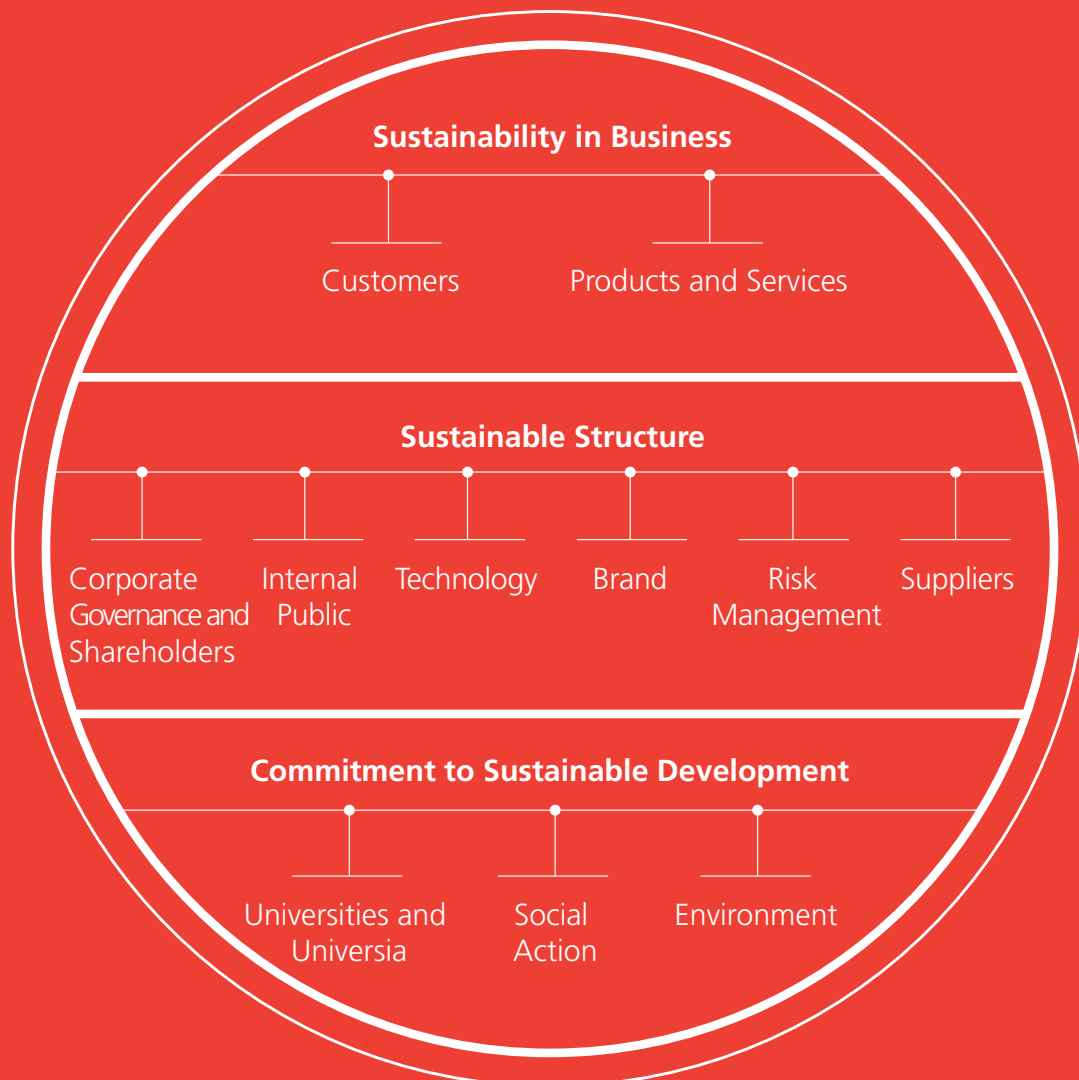 Sustainability in Business
Customers
Products and Services
Sustainable Structure
Corporate
Governance and
Shareholders
Internal
Public
Technology
Brand
Risk
Management
Suppliers
Commitment to Sustainable Development
Universities and
Universia
Social
Action
Environment